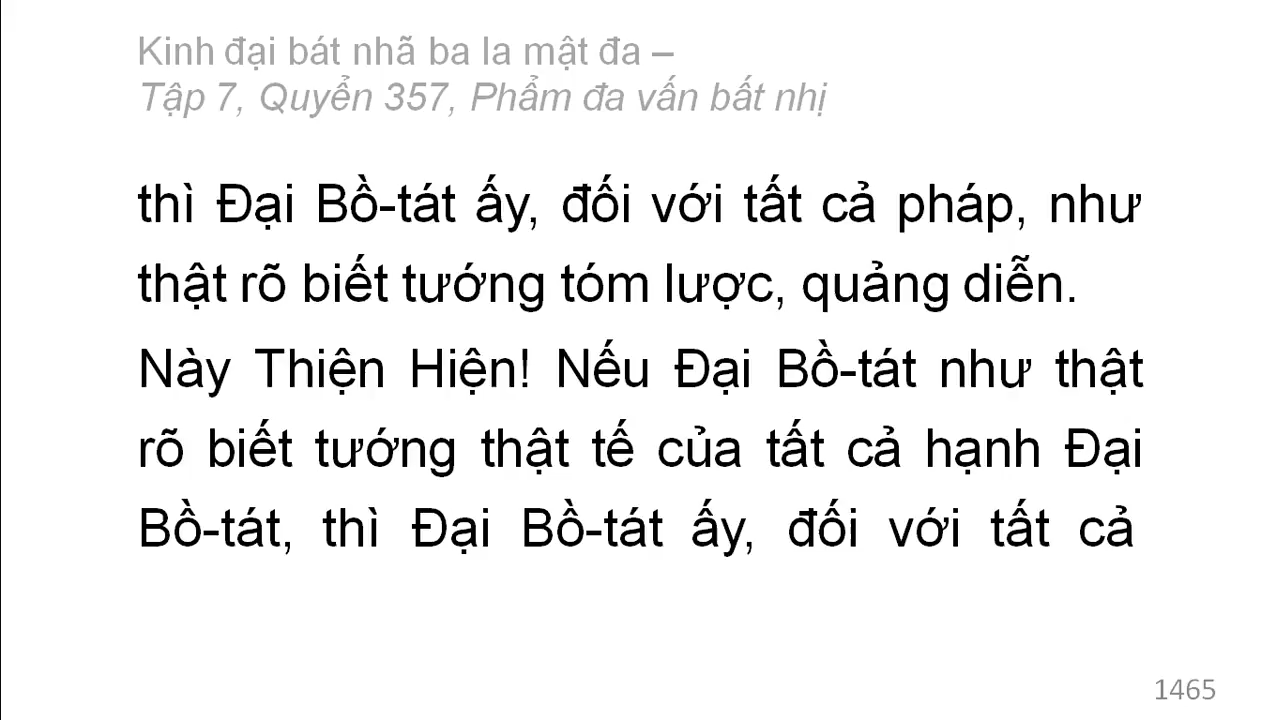 Kinh đại bát nhã ba la mật đa –
Tập 7, Quyển 357, Phẩm đa vấn bất nhị
thì Đại Bồ-tát ấy, đối với tất cả pháp, như
thật rõ biết tướng tóm lược, quảng diễn.
Này Thiện Hiện! Nếu Đại Bồ-tát như thật
rõ biết tướng thật tế của tất cả hạnh Đại
Bồ-tát, thì Đại Bồ-tát ấy, đối với tất cả
1465